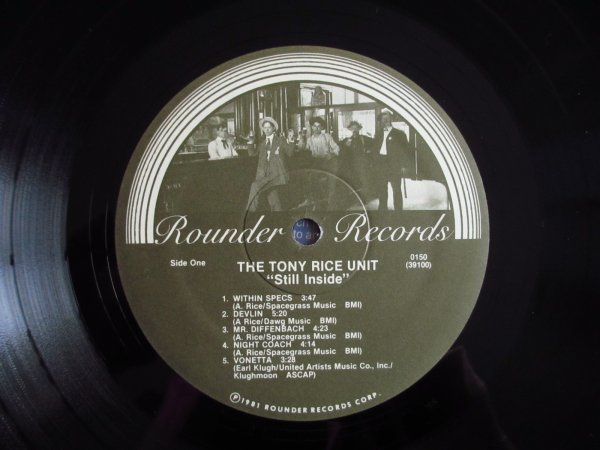 Rounder Records
Side One
THE TONY RICE UNIT
"Still Inside"
0150
(39100)
1. WITHIN SPECS 3:47
(A. Rice/Spacegrass Music BMI)
2. DEVLIN 5:20
(A Rice/Dawg Music BMI)
3. MR. DIFFENBACH 4:23
(A. Rice/Spacegrass Music BMI)
4. NIGHT COACH 4:14
(A. Rice/Spacegrass Music BMI)
5. VONETTA 3:28
(Earl Klugh/United Artists Music Co., Inc./
Klughmoon ASCAP)
Ⓟ1981 ROUNDER RECORDS CORP.
to a